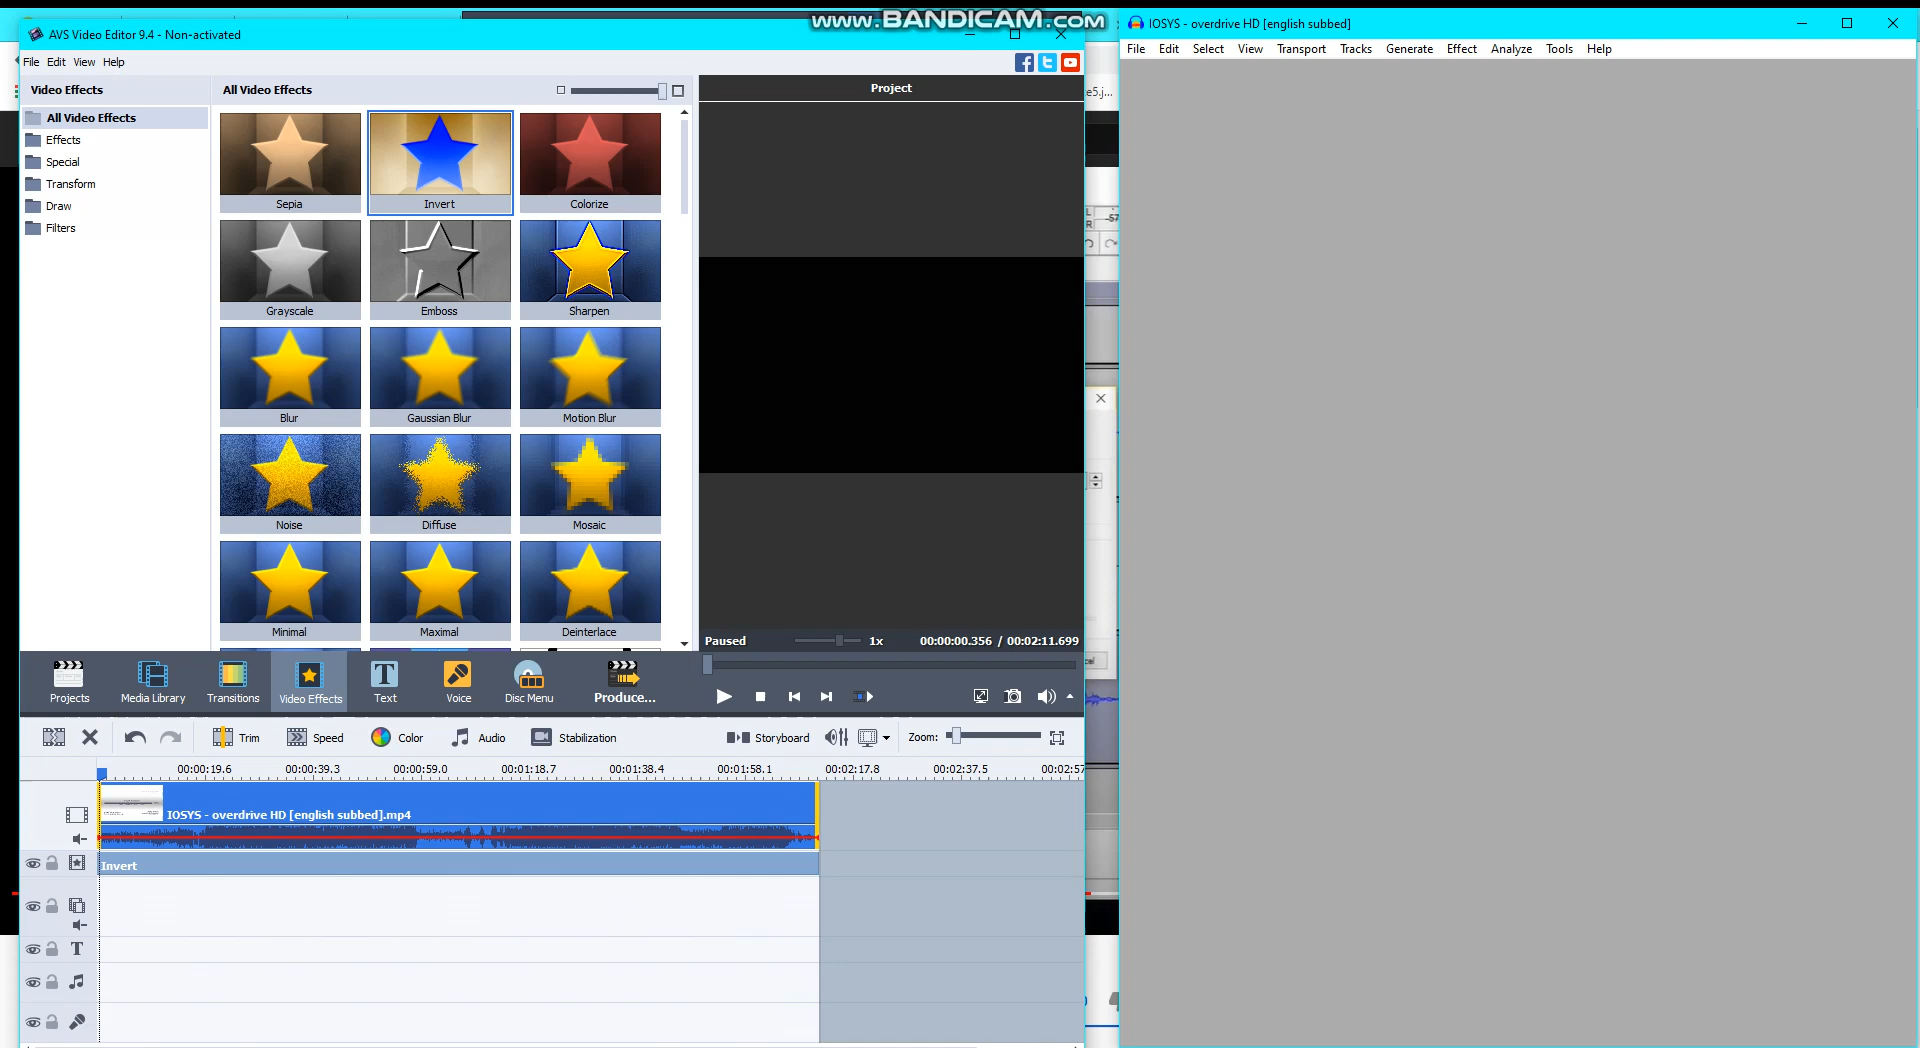 www.BANDICAM.com
AVS Video Editor 9.4 - Non-activated
File Edit View Help
Video Effects
All Video Effects
Effects
Special
Transform
Draw
Filters
All Video Effects
Sepia Invert Colorize
Grayscale Emboss Sharpen
Blur Gaussian Blur Motion Blur
Noise Diffuse Mosaic
Minimal Maximal Deinterlace
Project
Paused 1x 00:00:00.356 / 00:02:11.699
Projects Media Library Transitions Video Effects Text Voice Disc Menu Produce...
Trim Speed Color Audio Stabilization Storyboard Zoom:
00:00:19.6 00:00:39.3 00:00:59.0 00:01:18.7 00:01:38.4 00:01:58.1 00:02:17.8 00:02:37.5 00:02:57
IOSYS - overdrive HD [english subbed].mp4
Invert
T
e5.j...
L
R
-57
IOSYS - overdrive HD [english subbed]
File Edit Select View Transport Tracks Generate Effect Analyze Tools Help